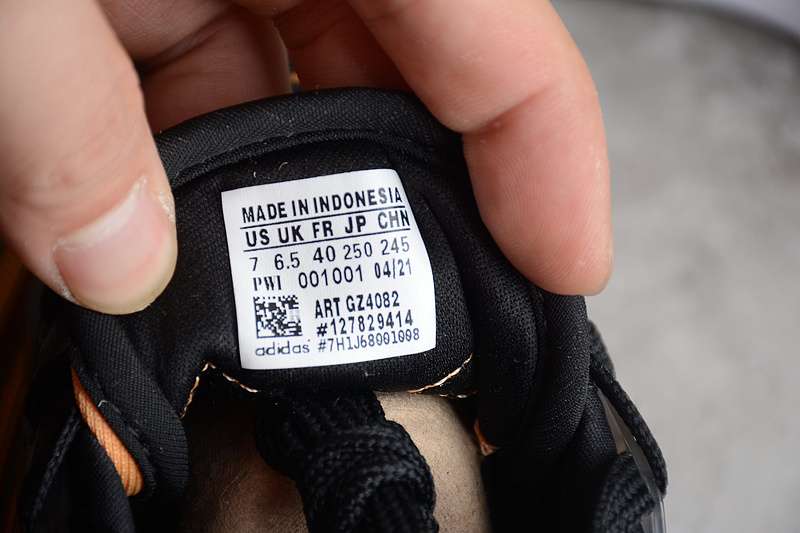 MADE IN INDONESIA
US UK FR JP CHN
7 6.5 40 250 245
PWI 001001 04/21
ART GZ4082
#127829414
adidas #7H1J68001008